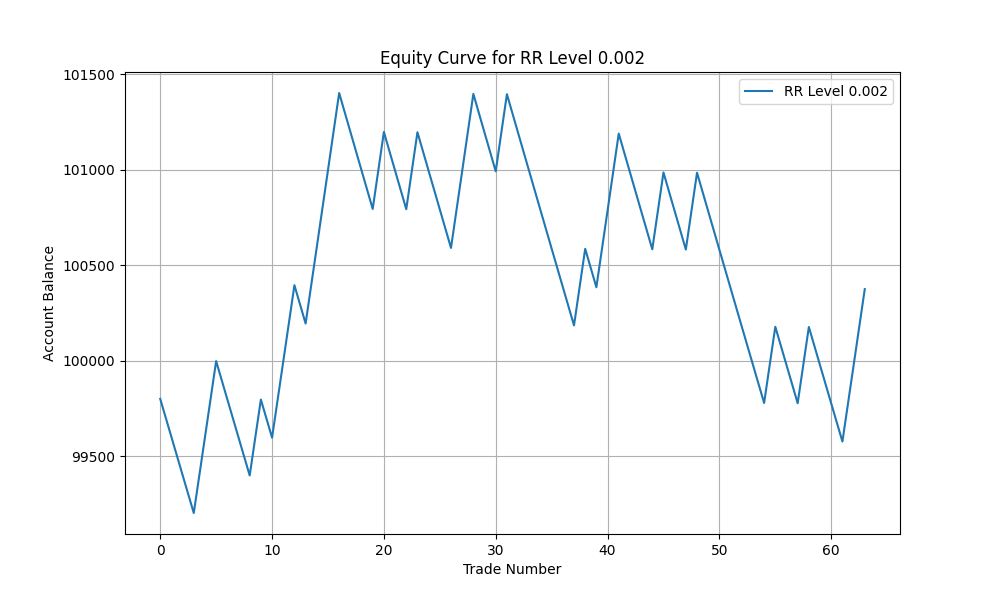 Equity Curve for RR Level 0.002
RR Level 0.002
101500
101000
100500
100000
99500
Account Balance
0 10 20 30 40 50 60
Trade Number